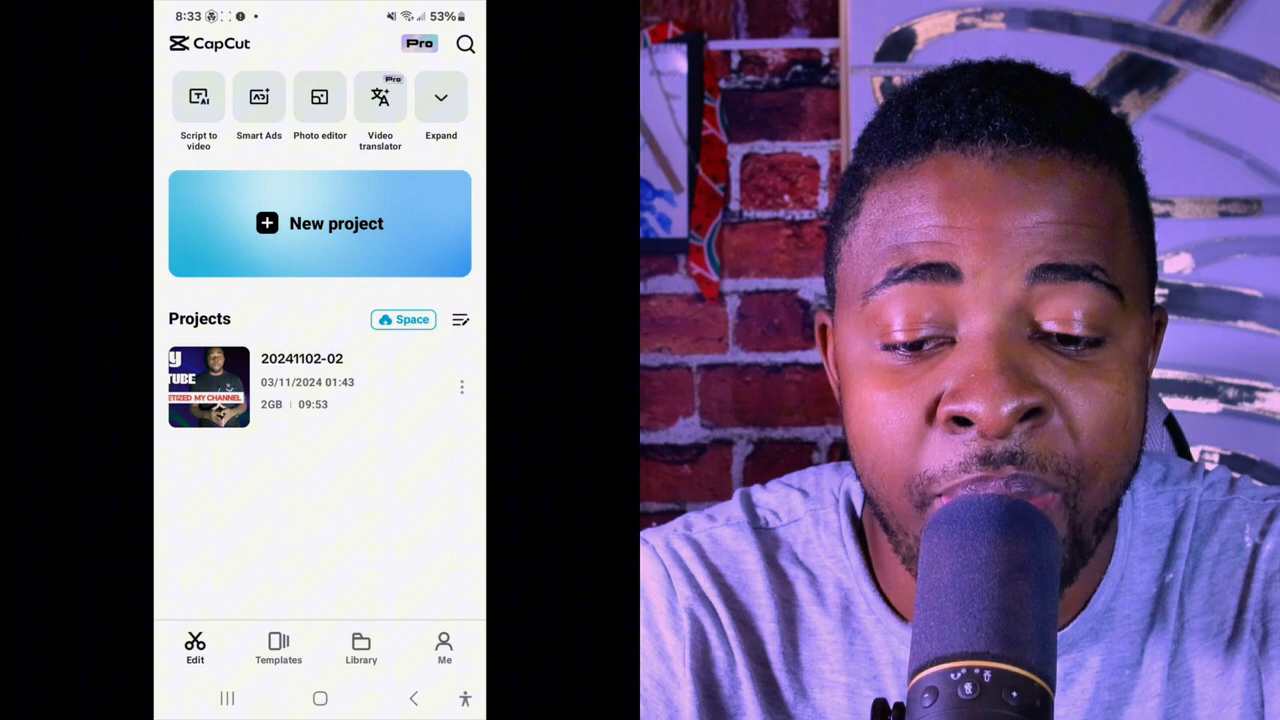 8:33
53%
CapCut
Pro
Pro
Script to
video
Smart Ads
Photo editor
Video
translator
Expand
New project
Projects
Space
20241102-02
03/11/2024 01:43
2GB | 09:53
Y
TUBE
ETIZED MY CHANNEL
Edit
Templates
Library
Me